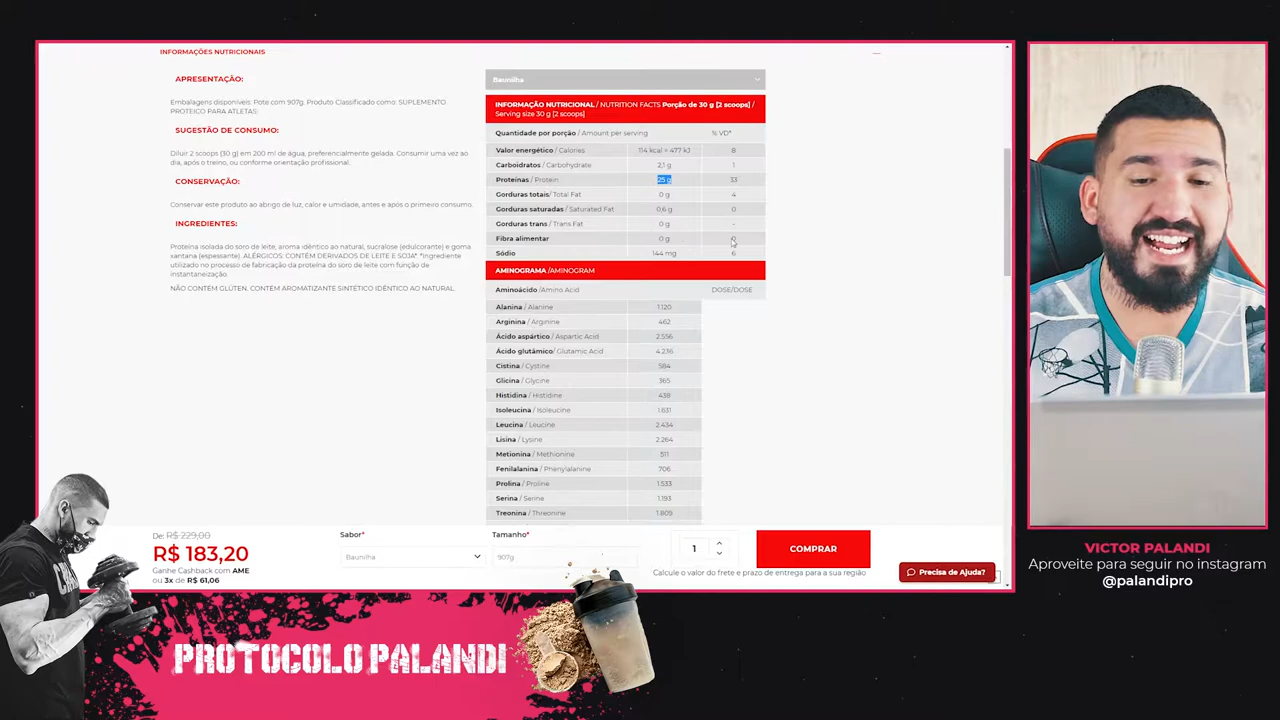 INFORMAÇÕES NUTRICIONAIS
APRESENTAÇÃO:
Embalagens disponíveis: Pote com 907g. Produto Classificado como: SUPLEMENTO
PROTEICO PARA ATLETAS.
SUGESTÃO DE CONSUMO:
Diluir 2 scoops (30 g) em 200 ml de água, preferencialmente gelada. Consumir uma vez ao
dia, após o treino, ou conforme orientação profissional.
CONSERVAÇÃO:
Conservar este produto ao abrigo de luz, calor e umidade, antes e após o primeiro consumo.
INGREDIENTES:
Proteína isolada do soro de leite, aroma idêntico ao natural, sucralose (edulcorante) e goma
xantana (espessante). ALÉRGICOS: CONTÉM DERIVADOS DE LEITE E SOJA*. *Ingrediente
utilizado no processo de fabricação da proteína do soro de leite com função de
instantaneização.
NÃO CONTÉM GLÚTEN. CONTÉM AROMATIZANTE SINTÉTICO IDÊNTICO AO NATURAL.
Baunilha
INFORMAÇÃO NUTRICIONAL / NUTRITION FACTS Porção de 30 g [2 scoops] /
Serving size 30 g [2 scoops]
Quantidade por porção / Amount per serving % VD*
Valor energético / Calories 114 kcal = 477 kJ 8
Carboidratos / Carbohydrate 2,1 g 1
Proteínas / Protein 25 g 33
Gorduras totais/ Total Fat 0 g 4
Gorduras saturadas / Saturated Fat 0,6 g 0
Gorduras trans / Trans Fat 0 g -
Fibra alimentar 0 g 0
Sódio 144 mg 6
AMINOGRAMA /AMINOGRAM
Aminoácido /Amino Acid DOSE/DOSE
Alanina / Alanine 1.120
Arginina / Arginine 462
Ácido aspártico / Aspartic Acid 2.556
Ácido glutâmico/ Glutamic Acid 4.236
Cistina / Cystine 584
Glicina / Glycine 365
Histidina / Histidine 438
Isoleucina / Isoleucine 1.631
Leucina / Leucine 2.434
Lisina / Lysine 2.264
Metionina / Methionine 511
Fenilalanina / Phenylalanine 706
Prolina / Proline 1.533
Serina / Serine 1.193
Treonina / Threonine 1.809
De: R$ 229,00
R$ 183,20
Ganhe Cashback com AME
ou 3x de R$ 61,06
Sabor*
Baunilha
Tamanho*
907g
1
COMPRAR
Calcule o valor do frete e prazo de entrega para a sua região
Precisa de Ajuda?
VICTOR PALANDI
Aproveite para seguir no instagram
@palandipro
PROTOCOLO PALANDI